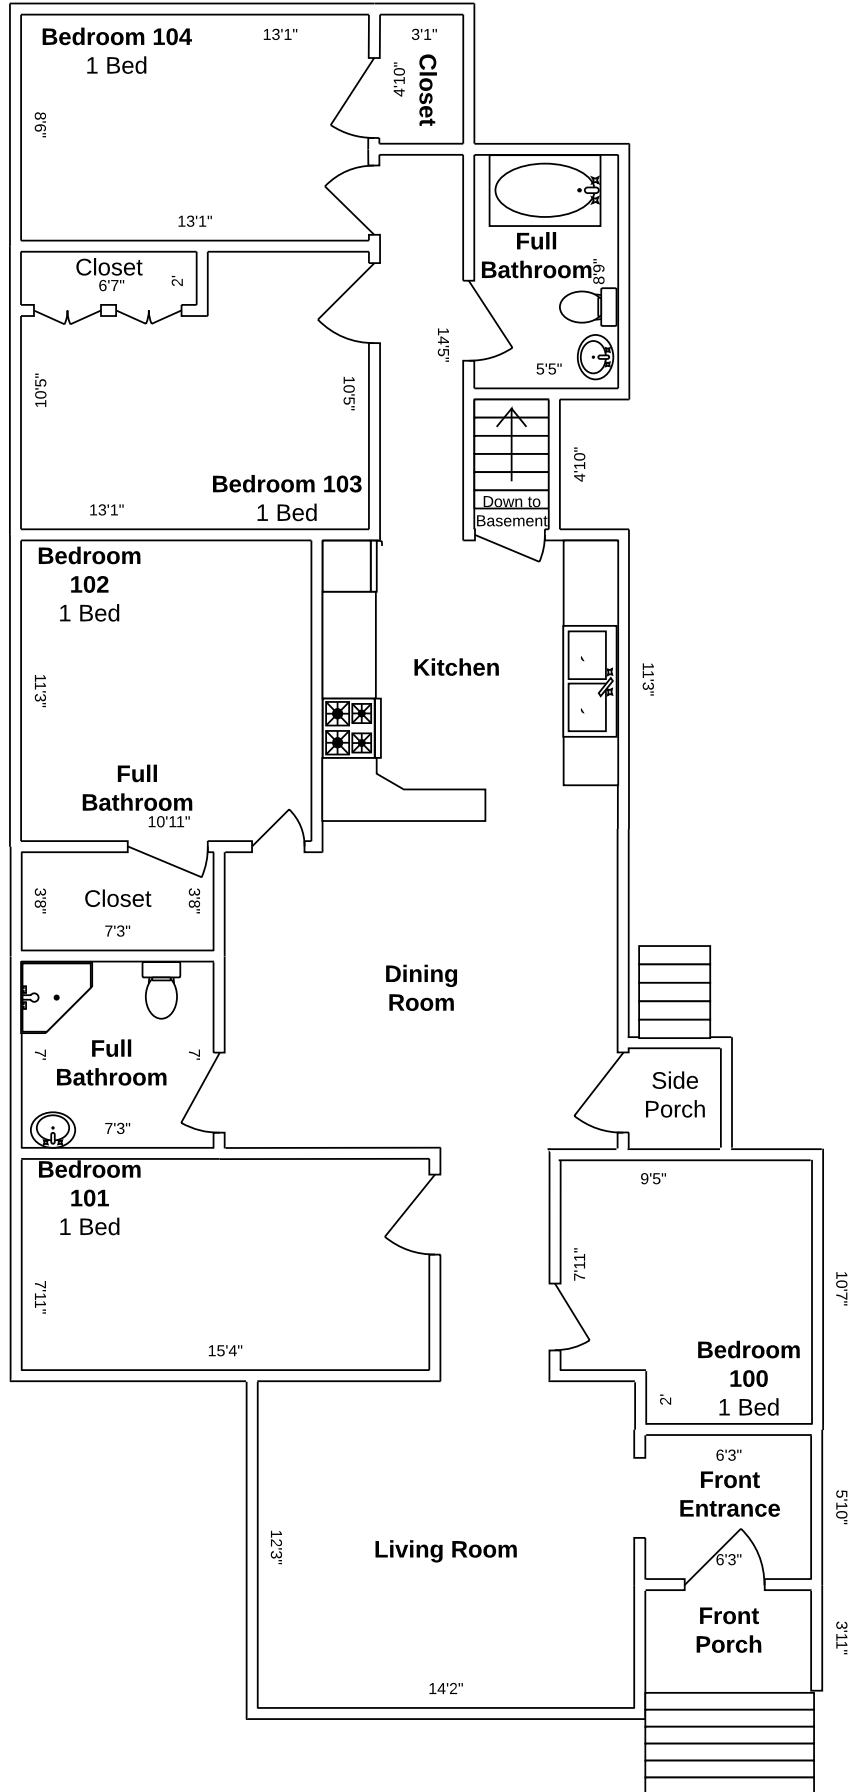 Bedroom 104
1 Bed
13'1"
3'1"
Closet
4'10"
9'8"
13'1"
Closet
6'7"
2'
Full
Bathroom
8'9"
5'5"
14'5"
10'5"
10'5"
4'10"
Bedroom 103
1 Bed
13'1"
Down to
Basement
Bedroom
102
1 Bed
11'3"
Kitchen
11'3"
Full
Bathroom
10'11"
3'8"
Closet
3'8"
7'3"
Dining
Room
7'
Full
Bathroom
7'
7'3"
Side
Porch
Bedroom
101
1 Bed
9'5"
7'11"
7'11"
10'7"
15'4"
Bedroom
100
1 Bed
2'
6'3"
Front
Entrance
5'10"
6'3"
Living Room
12'3"
Front
Porch
3'11"
14'2"